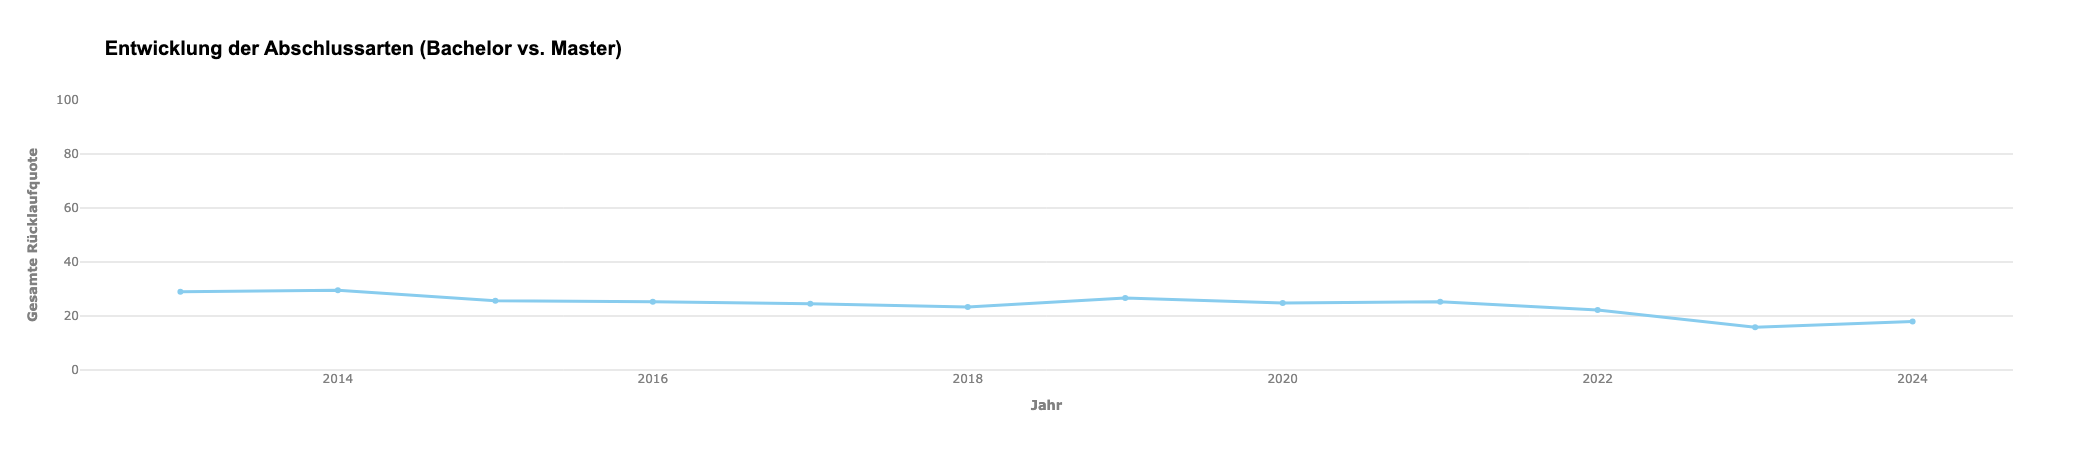 Entwicklung der Abschlussarten (Bachelor vs. Master)
100
80
60
40
20
0
Gesamte Rücklaufquote
2014 2016 2018 2020 2022 2024
Jahr